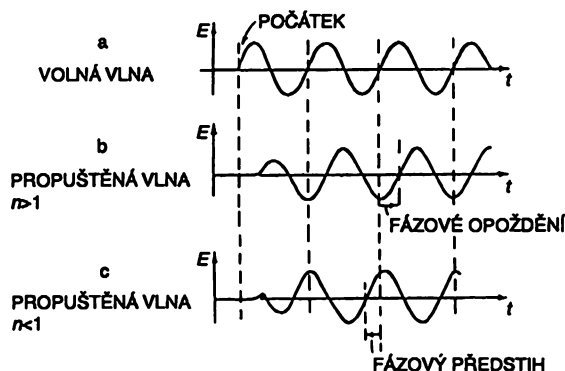 POČÁTEK
a
VOLNÁ VLNA
E
t
b
PROPUŠTĚNÁ VLNA
n>1
E
t
FÁZOVÉ OPOŽDĚNÍ
c
PROPUŠTĚNÁ VLNA
n<1
E
t
FÁZOVÝ PŘEDSTIH